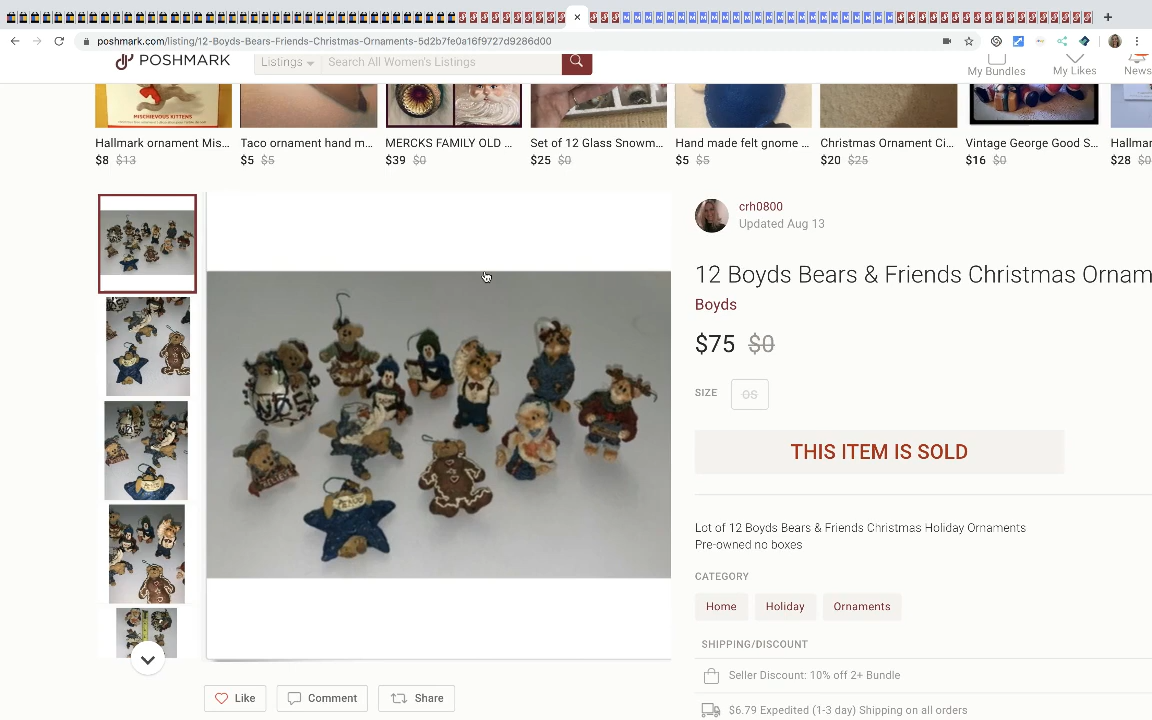 poshmark.com/listing/12-Boyds-Bears-Friends-Christmas-Ornaments-5d2b7fe0a16f9727d9286d00
POSHMARK
Listings
Search All Women's Listings
My Bundles
My Likes
News
MISCHIEVOUS KITTENS
Hallmark ornament Mis...
Taco ornament hand m...
MERCKS FAMILY OLD ...
Set of 12 Glass Snowm...
Hand made felt gnome ...
Christmas Ornament Ci...
Vintage George Good S...
Hallmar
$8 $13
$5 $5
$39 $0
$25 $0
$5 $5
$20 $25
$16 $0
$28 $0
crh0800
Updated Aug 13
12 Boyds Bears & Friends Christmas Ornam
Boyds
$75 $0
SIZE
OS
THIS ITEM IS SOLD
Lot of 12 Boyds Bears & Friends Christmas Holiday Ornaments
Pre-owned no boxes
CATEGORY
Home
Holiday
Ornaments
SHIPPING/DISCOUNT
Seller Discount: 10% off 2+ Bundle
$6.79 Expedited (1-3 day) Shipping on all orders
Like
Comment
Share